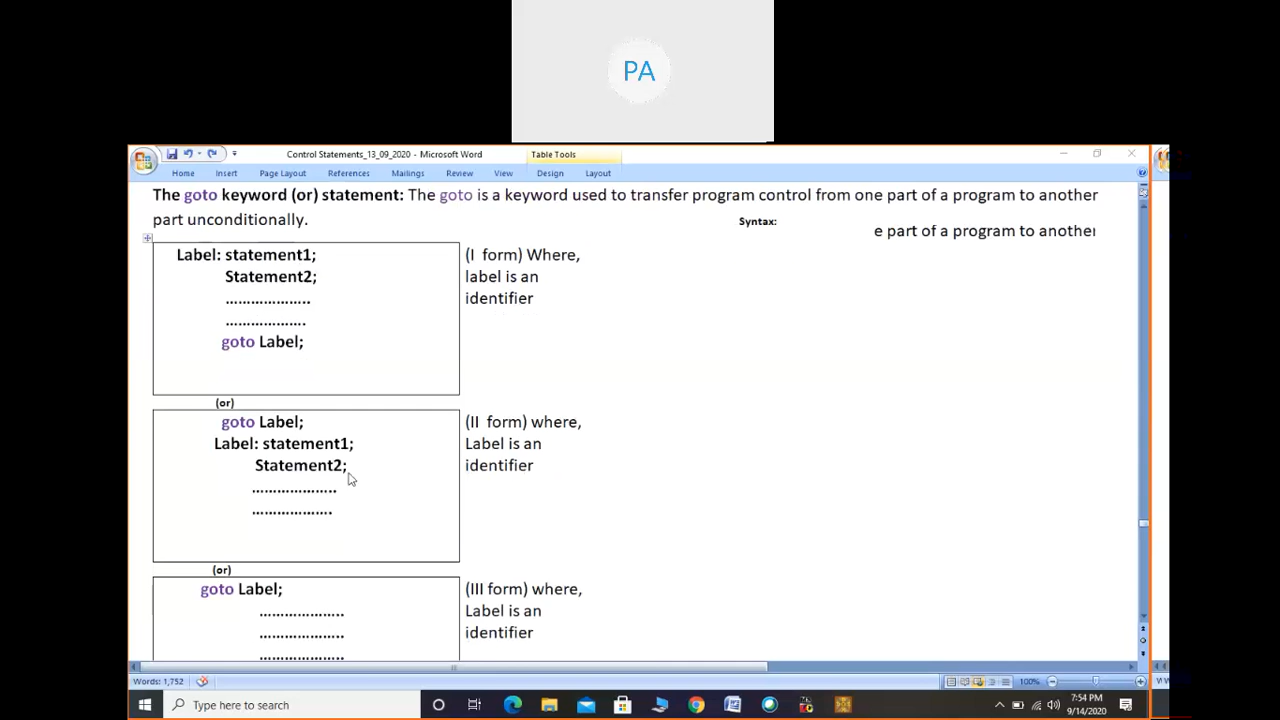 PA
Control Statements_13_09_2020 - Microsoft Word
Table Tools
Home Insert Page Layout References Mailings Review View Design Layout
The goto keyword (or) statement: The goto is a keyword used to transfer program control from one part of a program to another
part unconditionally.
Syntax:
e part of a program to another
Label: statement1;
Statement2;
………………..
……………….
goto Label;
(I form) Where,
label is an
identifier
(or)
goto Label;
Label: statement1;
Statement2;
………………..
……………….
(II form) where,
Label is an
identifier
(or)
goto Label;
………………..
………………..
………………..
(III form) where,
Label is an
identifier
Words: 1,752
100%
Type here to search
7:54 PM
9/14/2020